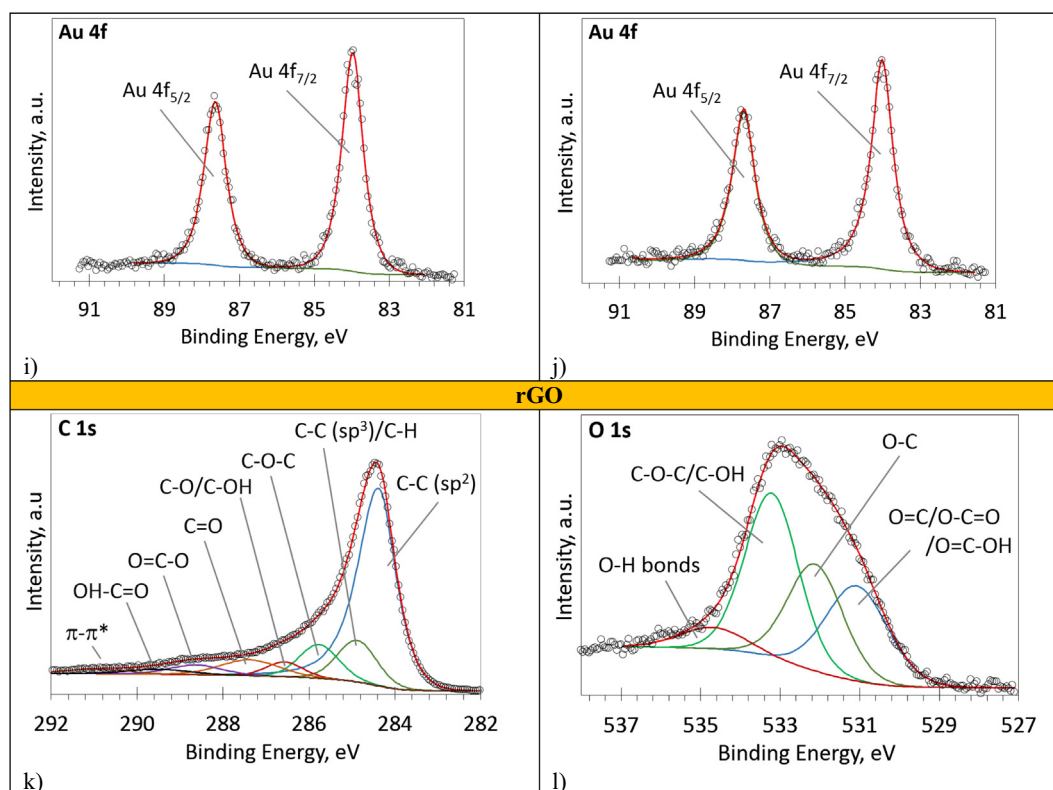 Au 4f
Au 4f5/2
Au 4f7/2
Intensity, a.u.
91 89 87 85 83 81
Binding Energy, eV
i)
Au 4f
Au 4f5/2
Au 4f7/2
Intensity, a.u.
91 89 87 85 83 81
Binding Energy, eV
j)
rGO
C 1s
C-C (sp³)/C-H
C-O-C
C-C (sp²)
C-O/C-OH
C=O
O=C-O
OH-C=O
π-π*
Intensity, a.u
292 290 288 286 284 282
Binding Energy, eV
k)
O 1s
O-C
C-O-C/C-OH
O=C/O-C=O
/O=C-OH
O-H bonds
Intensity, a.u.
537 535 533 531 529 527
Binding Energy, eV
l)